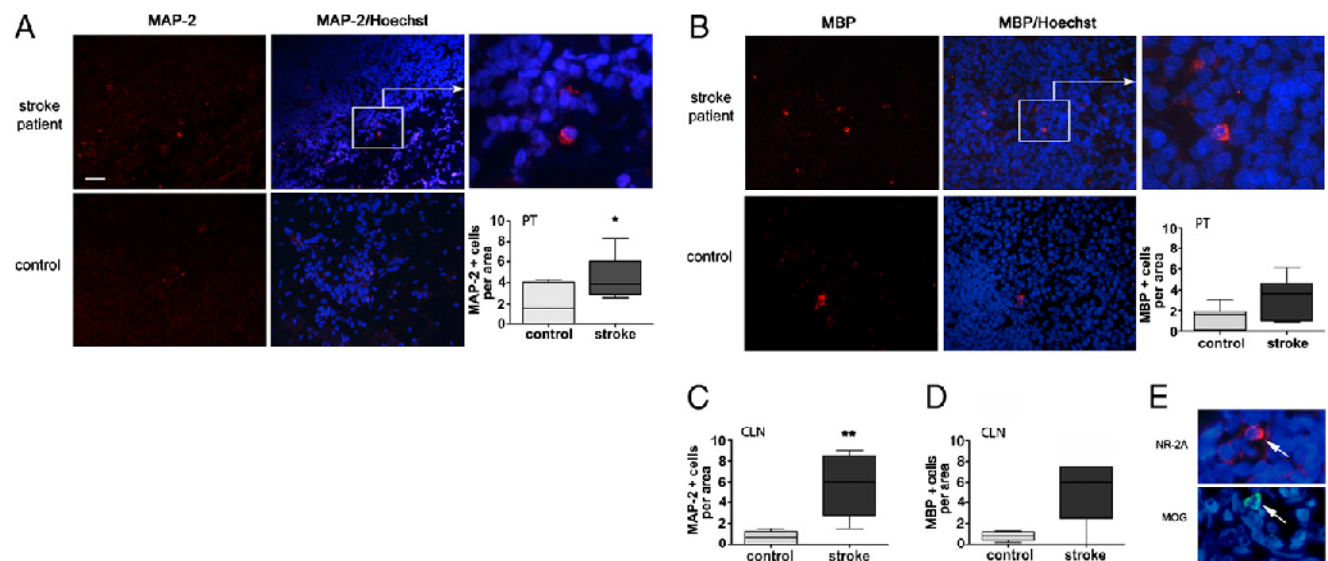 A
MAP-2
MAP-2/Hoechst
stroke
patient
control
MAP-2 + cells
per area
10
8
6
4
2
0
PT
*
control
stroke
B
MBP
MBP/Hoechst
stroke
patient
control
MBP + cells
per area
10
8
6
4
2
0
PT
control
stroke
C
MAP-2 + cells
per area
10
8
6
4
2
0
CLN
**
control
stroke
D
MBP + cells
per area
10
8
6
4
2
0
CLN
control
stroke
E
NR-2A
MOG